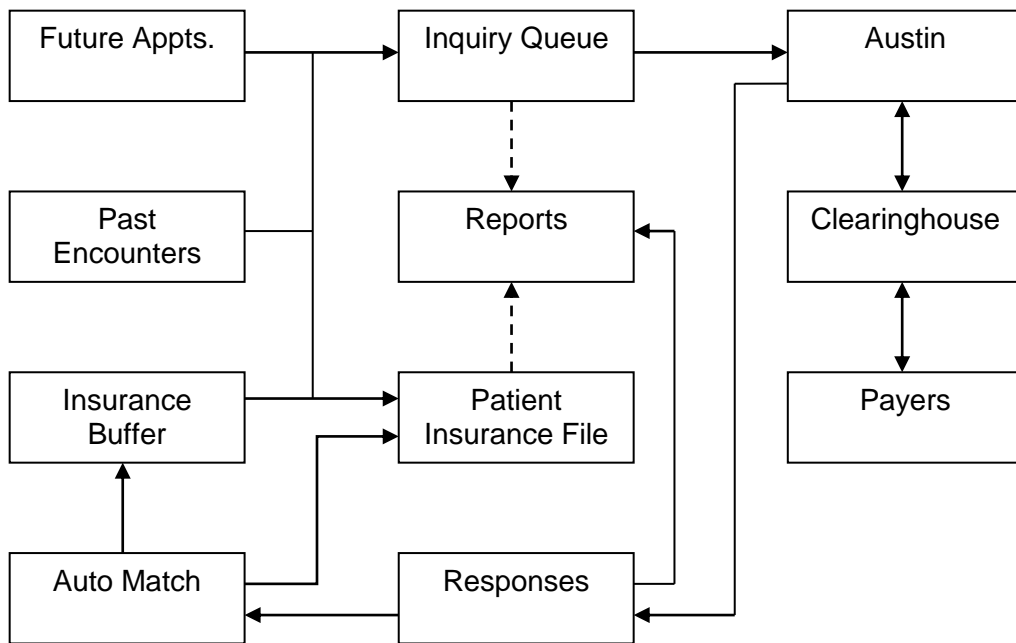 Future Appts.
Inquiry Queue
Austin
Past
Encounters
Reports
Clearinghouse
Insurance
Buffer
Patient
Insurance File
Payers
Auto Match
Responses